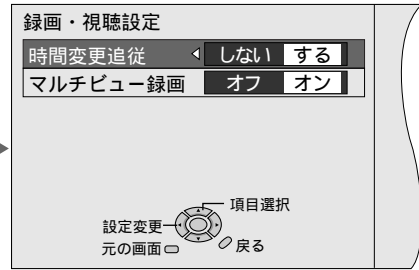 録画・視聴設定
時間変更追従 しない する
マルチビュー録画 オフ オン
項目選択
設定変更
元の画面 戻る